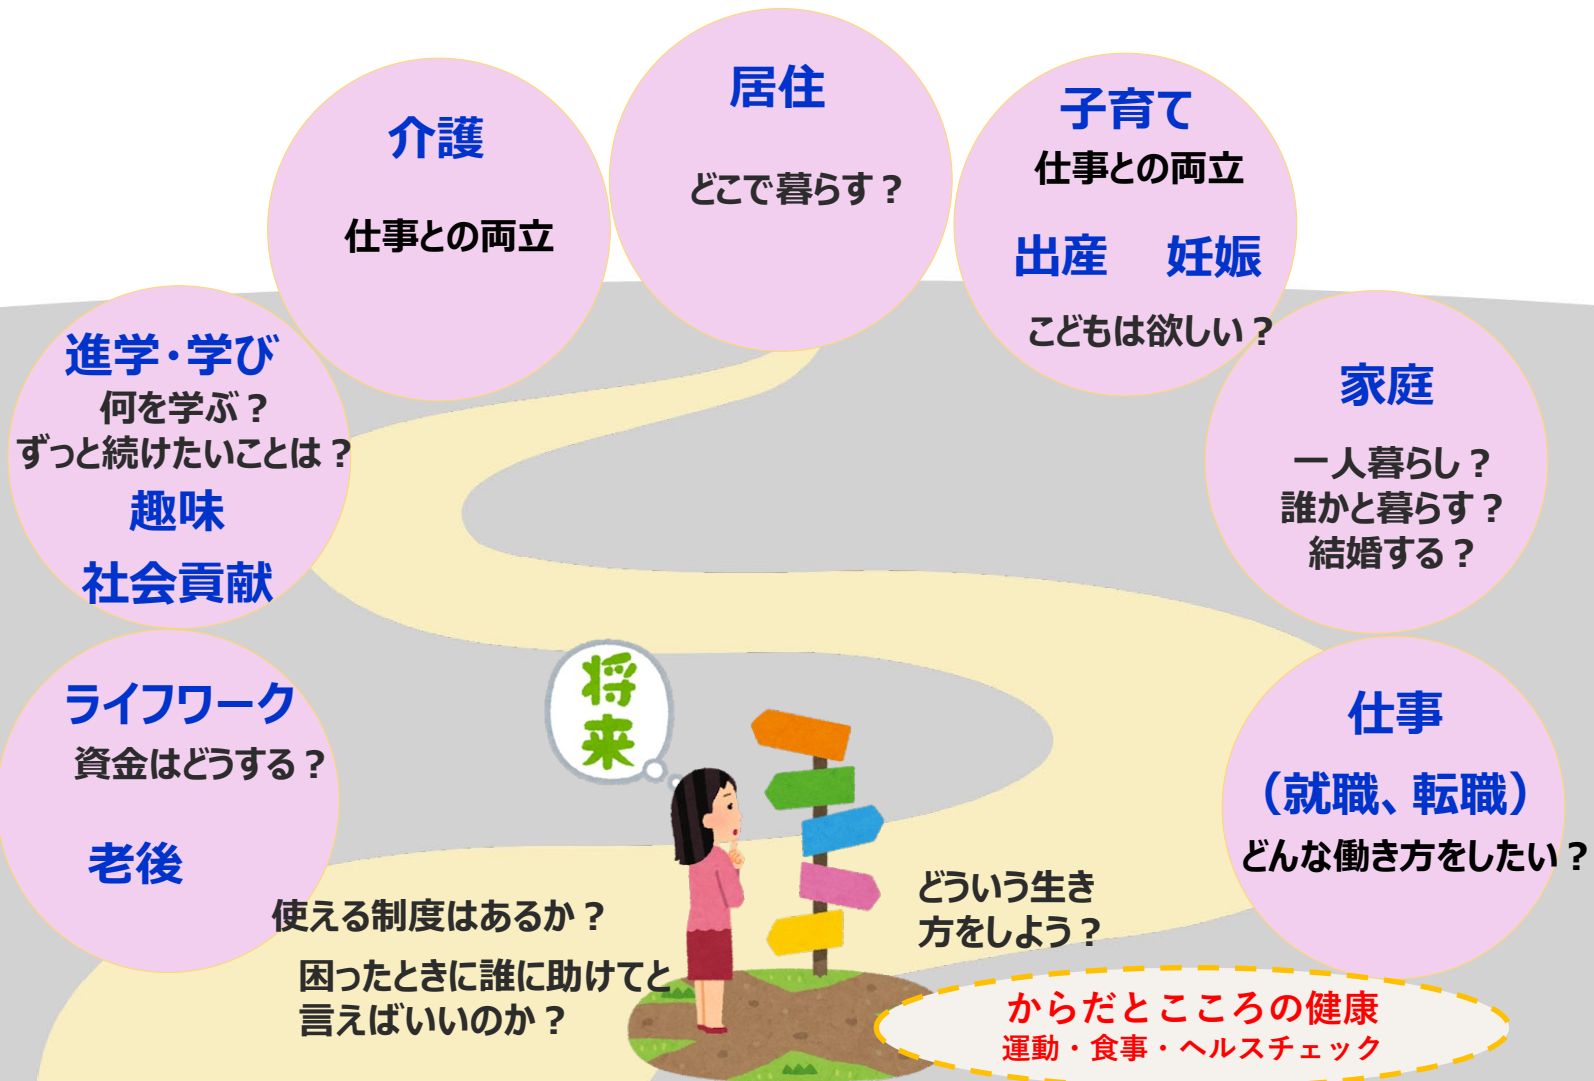 居住
どこで暮らす？
介護
仕事との両立
子育て
仕事との両立
出産　妊娠
こどもは欲しい？
進学・学び
何を学ぶ？
ずっと続けたいことは？
趣味
社会貢献
家庭
一人暮らし？
誰かと暮らす？
結婚する？
ライフワーク
資金はどうする？
老後
将来
仕事
（就職、転職）
どんな働き方をしたい？
使える制度はあるか？
困ったときに誰に助けてと
言えばいいのか？
どういう生き
方をしよう？
からだとこころの健康
運動・食事・ヘルスチェック